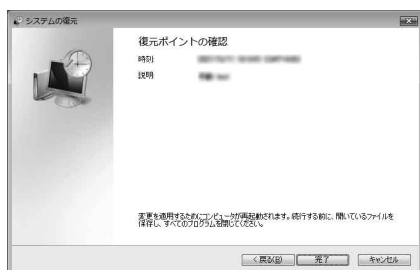 システムの復元
復元ポイントの確認
時刻
説明
変更を適用するためにコンピュータが再起動されます。続行する前に、開いているファイルを
保存し、すべてのプログラムを閉じてください。
< 戻る(B)
完了
キャンセル